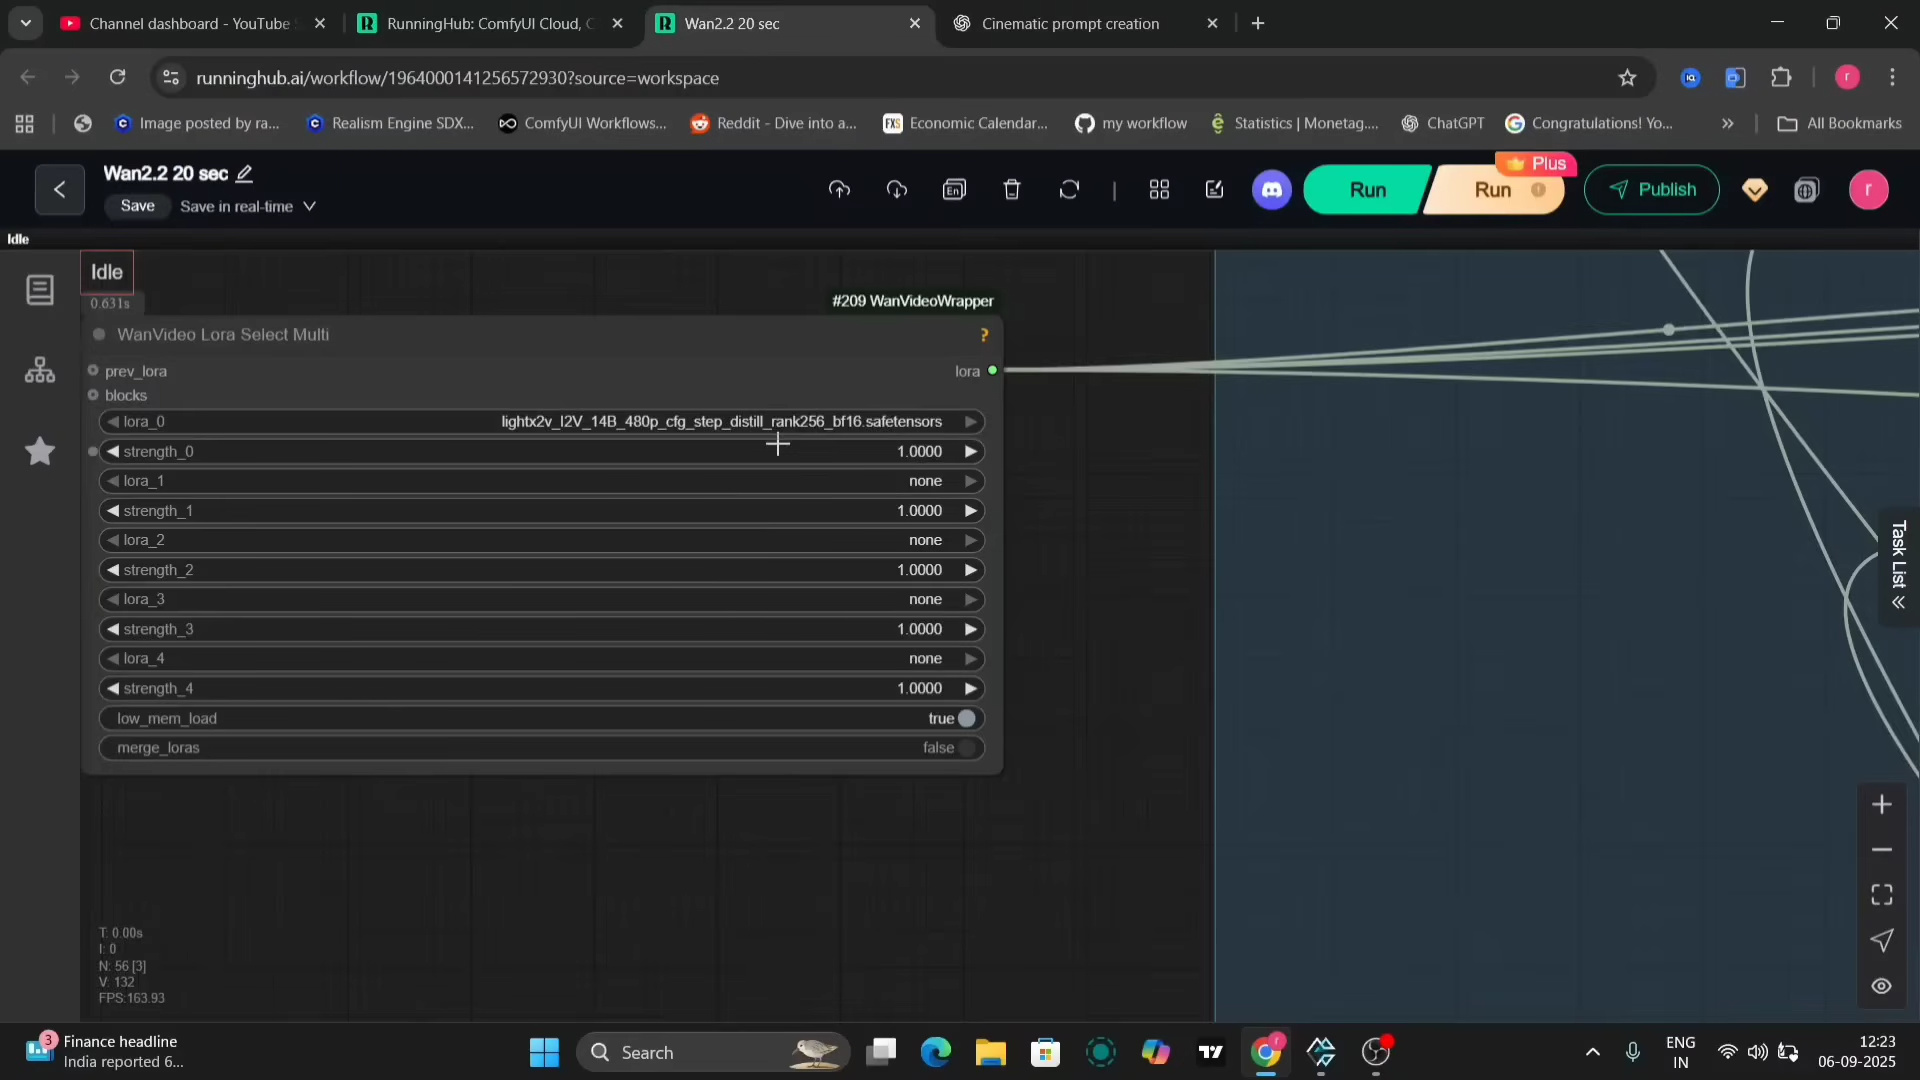 Channel dashboard - YouTube
RunningHub: ComfyUI Cloud, C
Wan2.2 20 sec
Cinematic prompt creation
runninghub.ai/workflow/1964000141256572930?source=workspace
Image posted by ra...
Realism Engine SDX...
ComfyUI Workflows...
Reddit - Dive into a...
FXS
Economic Calendar...
my workflow
Statistics | Monetag....
ChatGPT
Congratulations! Yo...
»
All Bookmarks
Wan2.2 20 sec
Save
Save in real-time
En
Run
Run
Plus
Publish
r
Idle
Idle
0.631s
#209 WanVideoWrapper
WanVideo Lora Select Multi
?
prev_lora
lora
blocks
lora_0 lightx2v_I2V_14B_480p_cfg_step_distill_rank256_bf16.safetensors
strength_0 1.0000
lora_1 none
strength_1 1.0000
lora_2 none
strength_2 1.0000
lora_3 none
strength_3 1.0000
lora_4 none
strength_4 1.0000
low_mem_load true
merge_loras false
Task List
T: 0.00s
I: 0
N: 56 [3]
V: 132
FPS:163.93
3
Finance headline
India reported 6...
Search
ENG
IN
12:23
06-09-2025